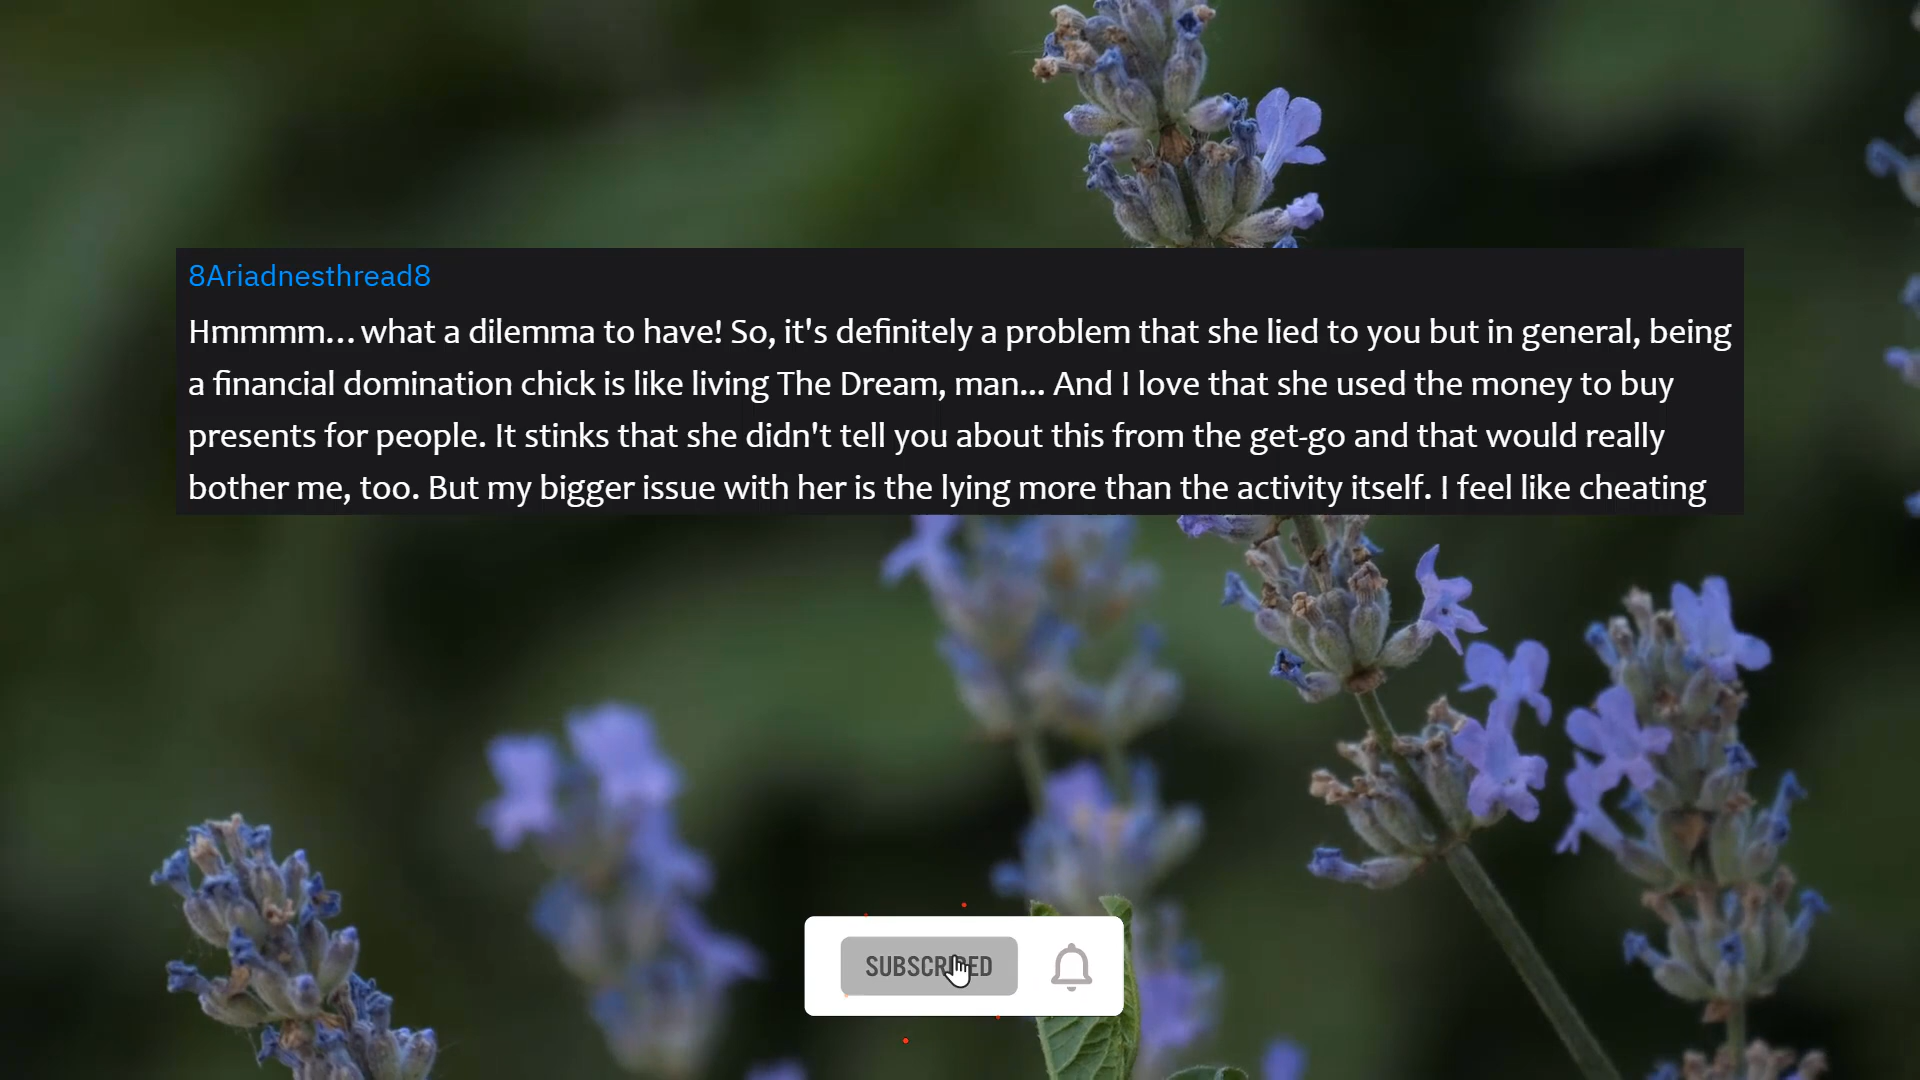 8Ariadnesthread8
Hmmmm... what a dilemma to have! So, it's definitely a problem that she lied to you but in general, being
a financial domination chick is like living The Dream, man... And I love that she used the money to buy
presents for people. It stinks that she didn't tell you about this from the get-go and that would really
bother me, too. But my bigger issue with her is the lying more than the activity itself. I feel like cheating
SUBSCRIBED